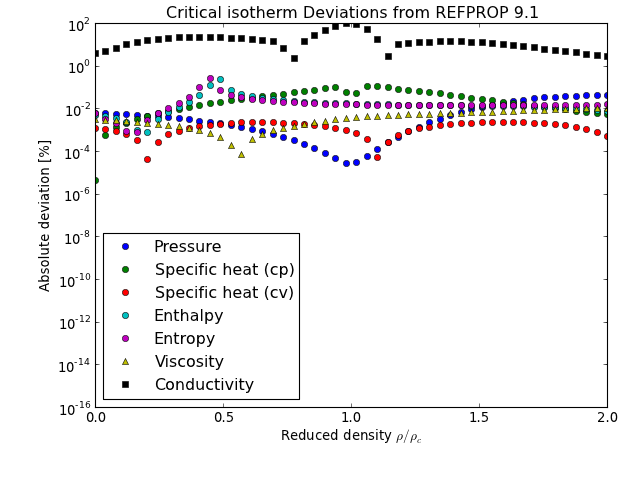 Critical isotherm Deviations from REFPROP 9.1
Absolute deviation [%]
10^2
10^0
10^-2
10^-4
10^-6
10^-8
10^-10
10^-12
10^-14
10^-16
Pressure
Specific heat (cp)
Specific heat (cv)
Enthalpy
Entropy
Viscosity
Conductivity
0.0 0.5 1.0 1.5 2.0
Reduced density ρ/ρ_c